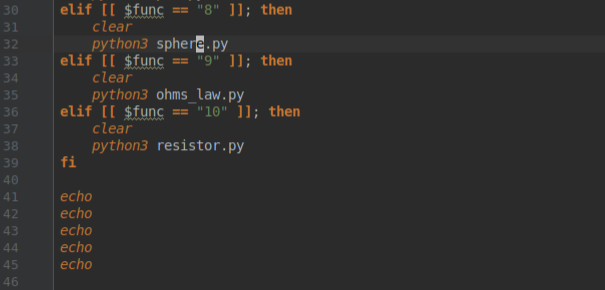 30 elif [[ $func == "8" ]]; then
31 clear
32 python3 sphere.py
33 elif [[ $func == "9" ]]; then
34 clear
35 python3 ohms_law.py
36 elif [[ $func == "10" ]]; then
37 clear
38 python3 resistor.py
39 fi
40
41 echo
42 echo
43 echo
44 echo
45 echo
46